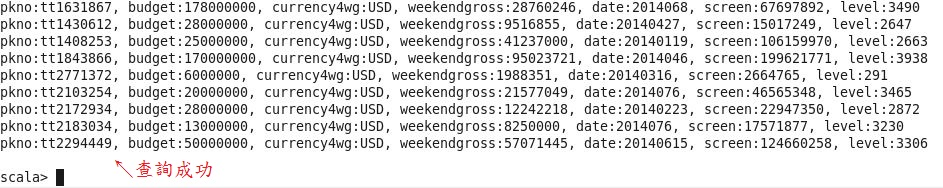 pkno:tt1631867, budget:178000000, currency4wg:USD, weekendgross:28760246, date:2014068, screen:67697892, level:3490
pkno:tt1430612, budget:28000000, currency4wg:USD, weekendgross:9516855, date:20140427, screen:15017249, level:2647
pkno:tt1408253, budget:25000000, currency4wg:USD, weekendgross:41237000, date:20140119, screen:106159970, level:2663
pkno:tt1843866, budget:170000000, currency4wg:USD, weekendgross:95023721, date:2014046, screen:199621771, level:3938
pkno:tt2771372, budget:6000000, currency4wg:USD, weekendgross:1988351, date:20140316, screen:2664765, level:291
pkno:tt2103254, budget:20000000, currency4wg:USD, weekendgross:21577049, date:2014076, screen:46565348, level:3465
pkno:tt2172934, budget:28000000, currency4wg:USD, weekendgross:12242218, date:20140223, screen:22947350, level:2872
pkno:tt2183034, budget:13000000, currency4wg:USD, weekendgross:8250000, date:2014076, screen:17571877, level:3230
pkno:tt2294449, budget:50000000, currency4wg:USD, weekendgross:57071445, date:20140615, screen:124660258, level:3306
查詢成功
scala>